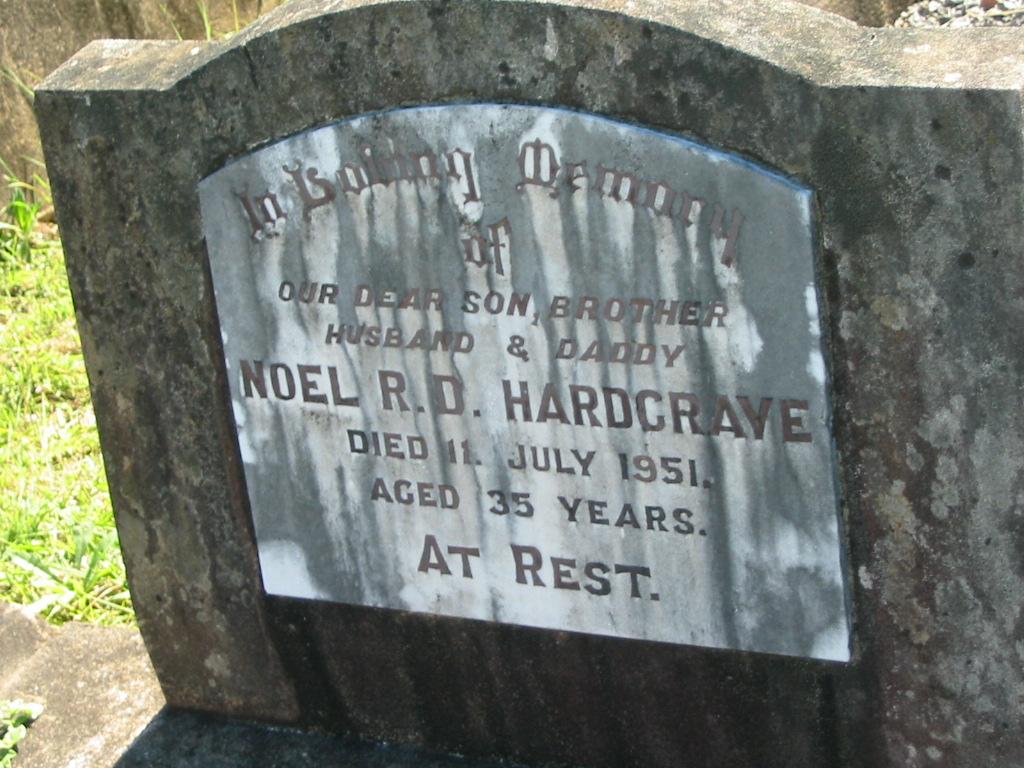 In Loving Memory
of
OUR DEAR SON, BROTHER
HUSBAND & DADDY
NOEL R.D. HARDGRAVE
DIED 11. JULY 1951.
AGED 35 YEARS.
AT REST.